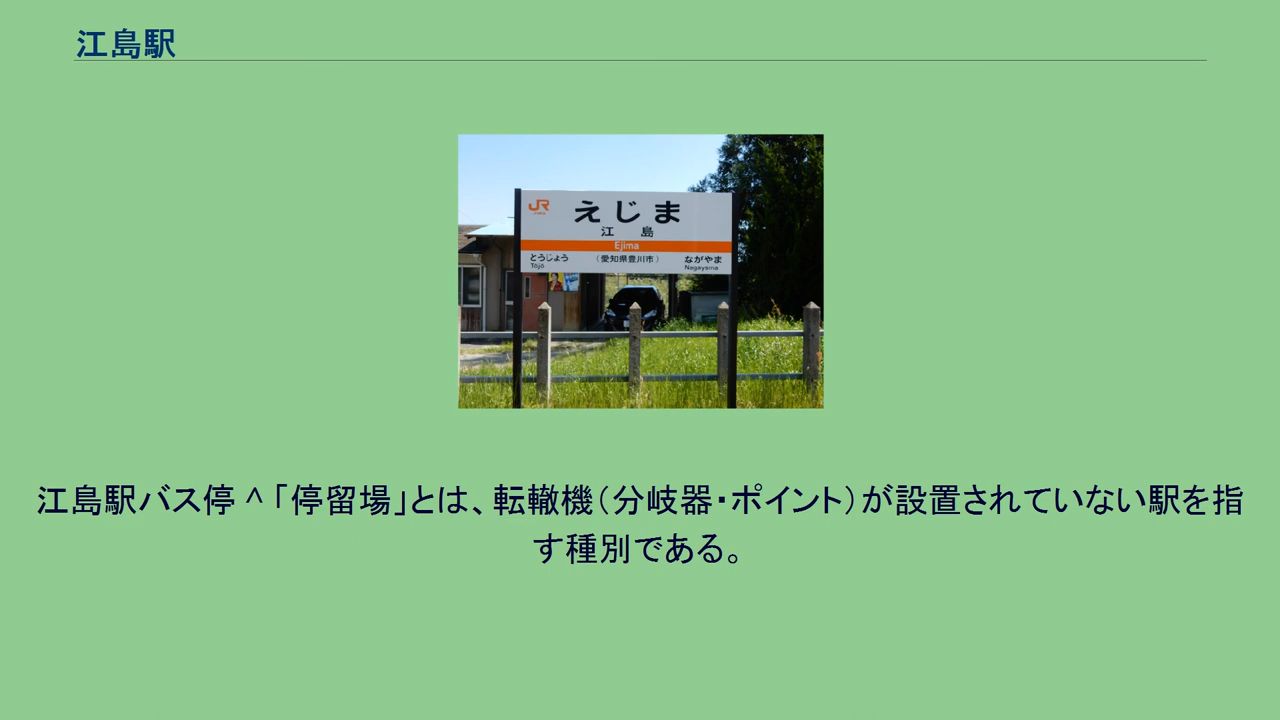 江島駅
JR
えじま
江島
Ejima
とうじょう (愛知県豊川市) ながやま
Tōjō Nagayama
江島駅バス停 ^ 「停留場」とは、転轍機(分岐器・ポイント)が設置されていない駅を指
す種別である。